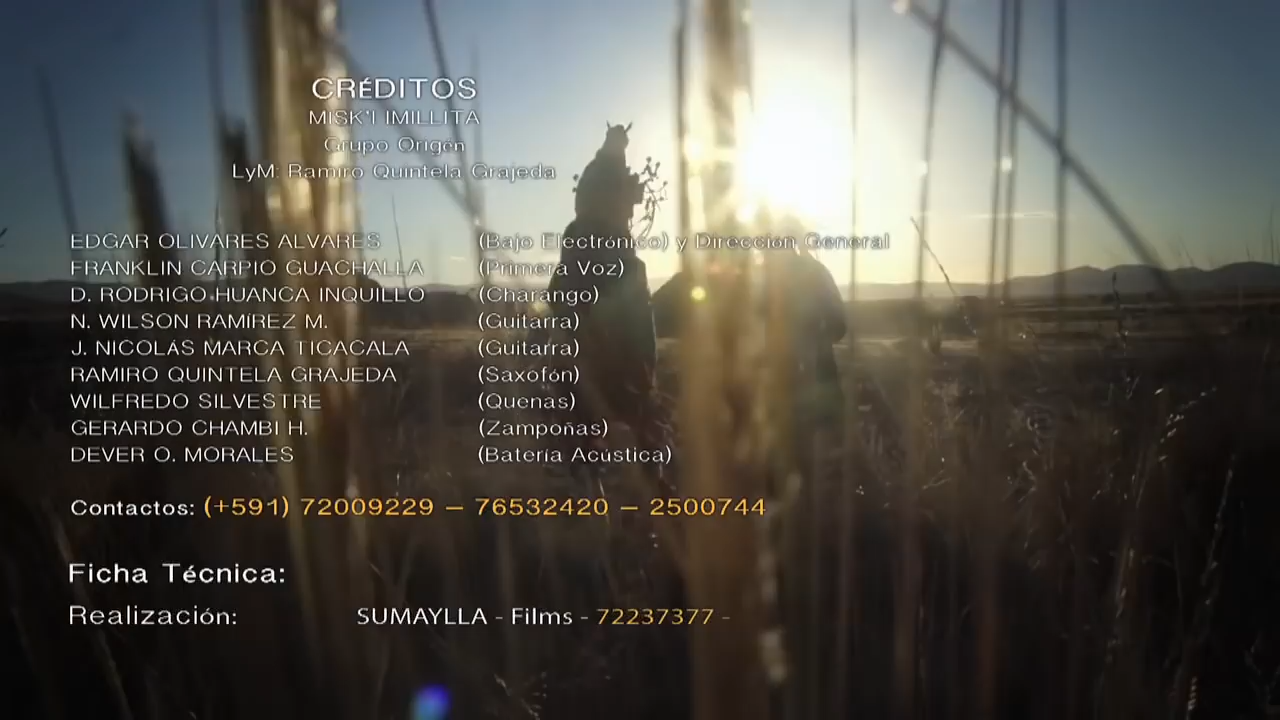 CRÉDITOS
MISK'I IMILLITA
Grupo Origën
LyM: Ramiro Quintela Grajeda
EDGAR OLIVARES ALVARES (Bajo Electrónico) y Dirección General
FRANKLIN CARPIO GUACHALLA (Primera Voz)
D. RODRIGO HUANCA INQUILLO (Charango)
N. WILSON RAMÍREZ M. (Guitarra)
J. NICOLÁS MARCA TICACALA (Guitarra)
RAMIRO QUINTELA GRAJEDA (Saxofón)
WILFREDO SILVESTRE (Quenas)
GERARDO CHAMBI H. (Zampoñas)
DEVER O. MORALES (Batería Acústica)
Contactos: (+591) 72009229 – 76532420 – 2500744
Ficha Técnica:
Realización: SUMAYLLA - Films - 72237377 -